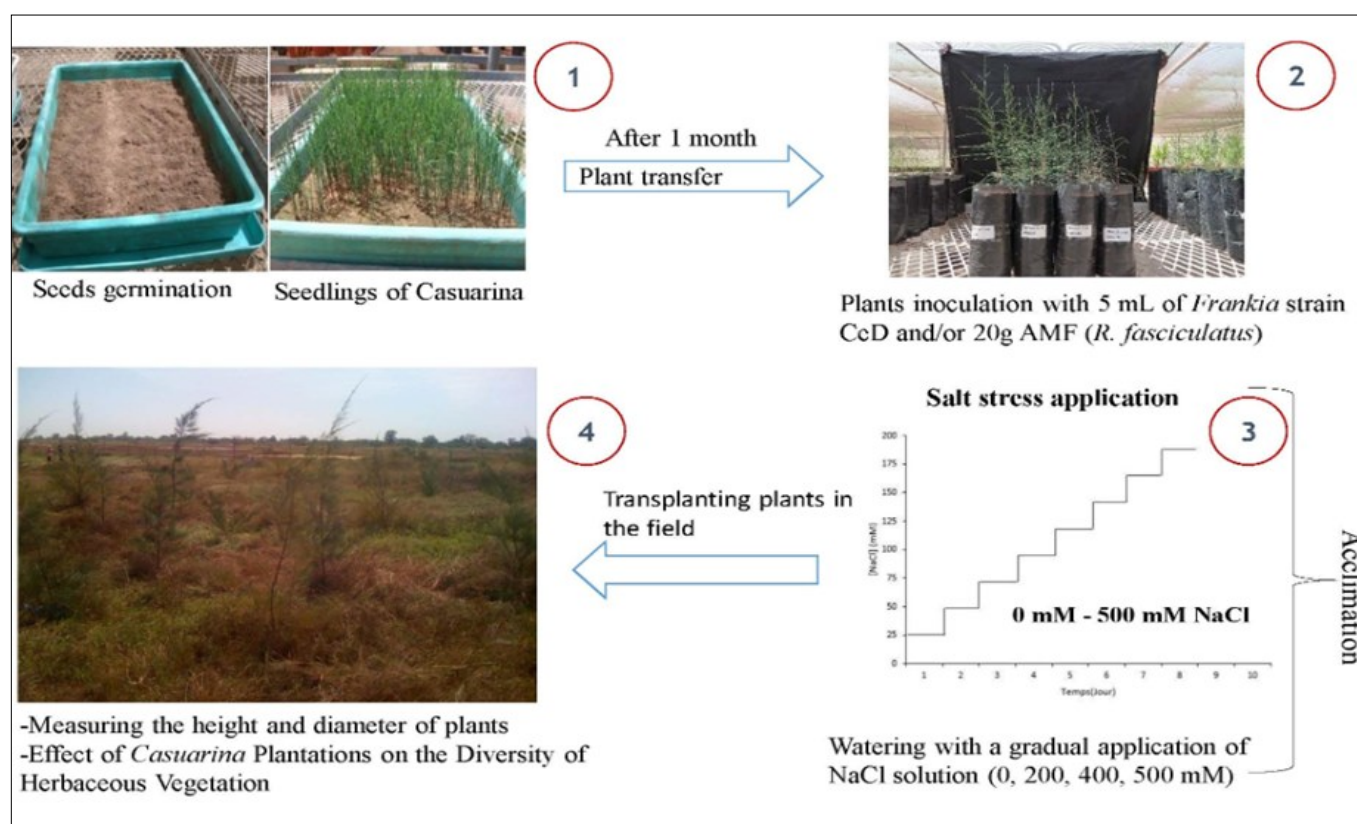 1
Seeds germination
Seedlings of Casuarina
After 1 month
Plant transfer
2
Plants inoculation with 5 mL of Frankia strain
CcD and/or 20g AMF (R. fasciculatus)
Salt stress application
3
200
175
150
100
75
50
25
0
[NaCl] (mM)
0 mM - 500 mM NaCl
1 2 3 4 5 6 7 8 9 10
Temps(Jour)
Acclimation
Watering with a gradual application of
NaCl solution (0, 200, 400, 500 mM)
Transplanting plants in
the field
4
-Measuring the height and diameter of plants
-Effect of Casuarina Plantations on the Diversity of
Herbaceous Vegetation